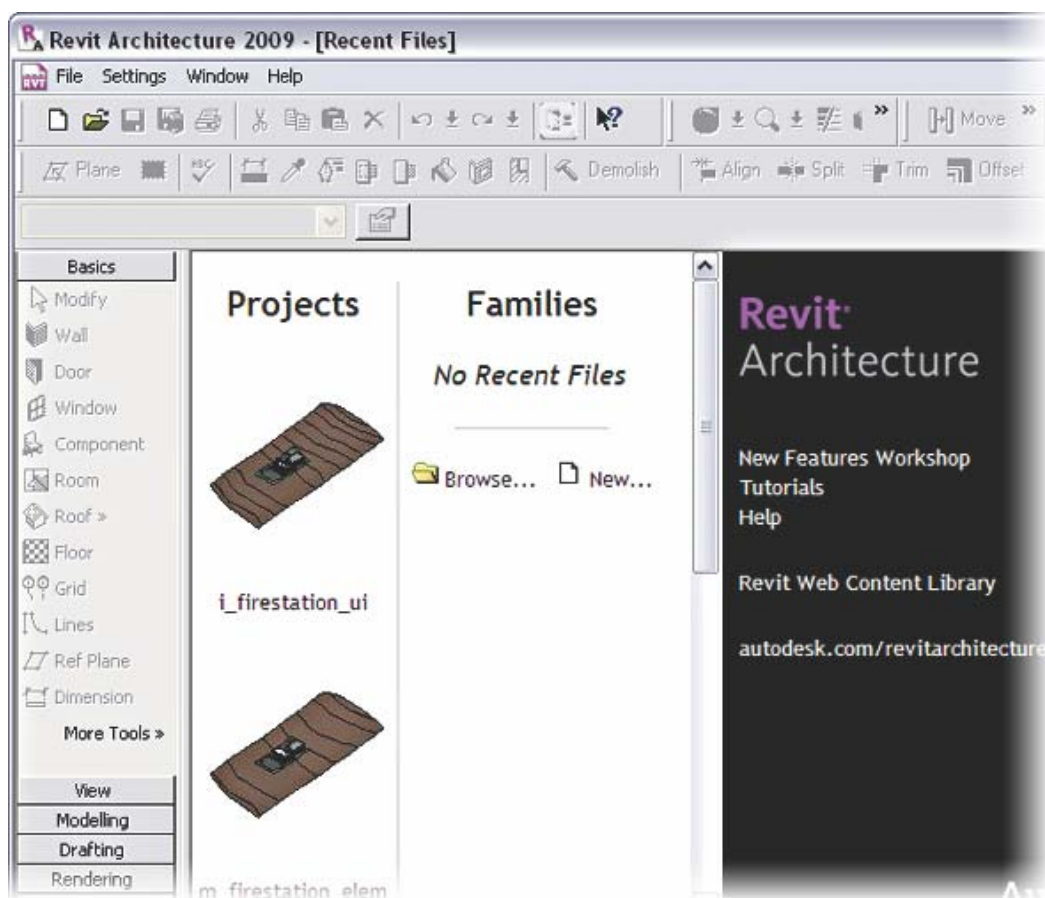 Revit Architecture 2009 - [Recent Files]
File Settings Window Help
Move
Plane Demolish Align Split Trim Offset
Basics
Modify
Wall
Door
Window
Component
Room
Roof »
Floor
Grid
Lines
Ref Plane
Dimension
More Tools »
View
Modelling
Drafting
Rendering
Projects
i_firestation_ui
m_firestation_elem
Families
No Recent Files
Browse... New...
Revit
Architecture
New Features Workshop
Tutorials
Help
Revit Web Content Library
autodesk.com/revitarchitecture